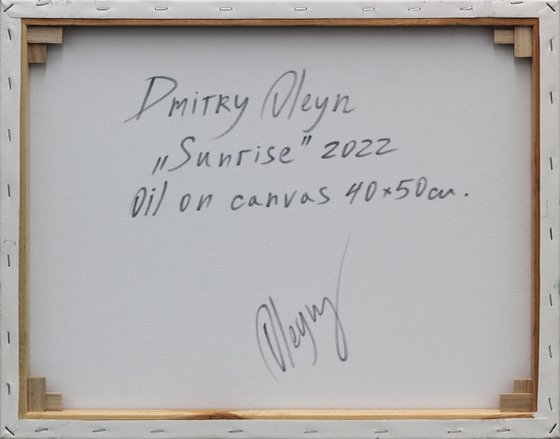 Dmitry Oleyn
„Sunrise" 2022
Oil on canvas 40×50cm.
Oleyn